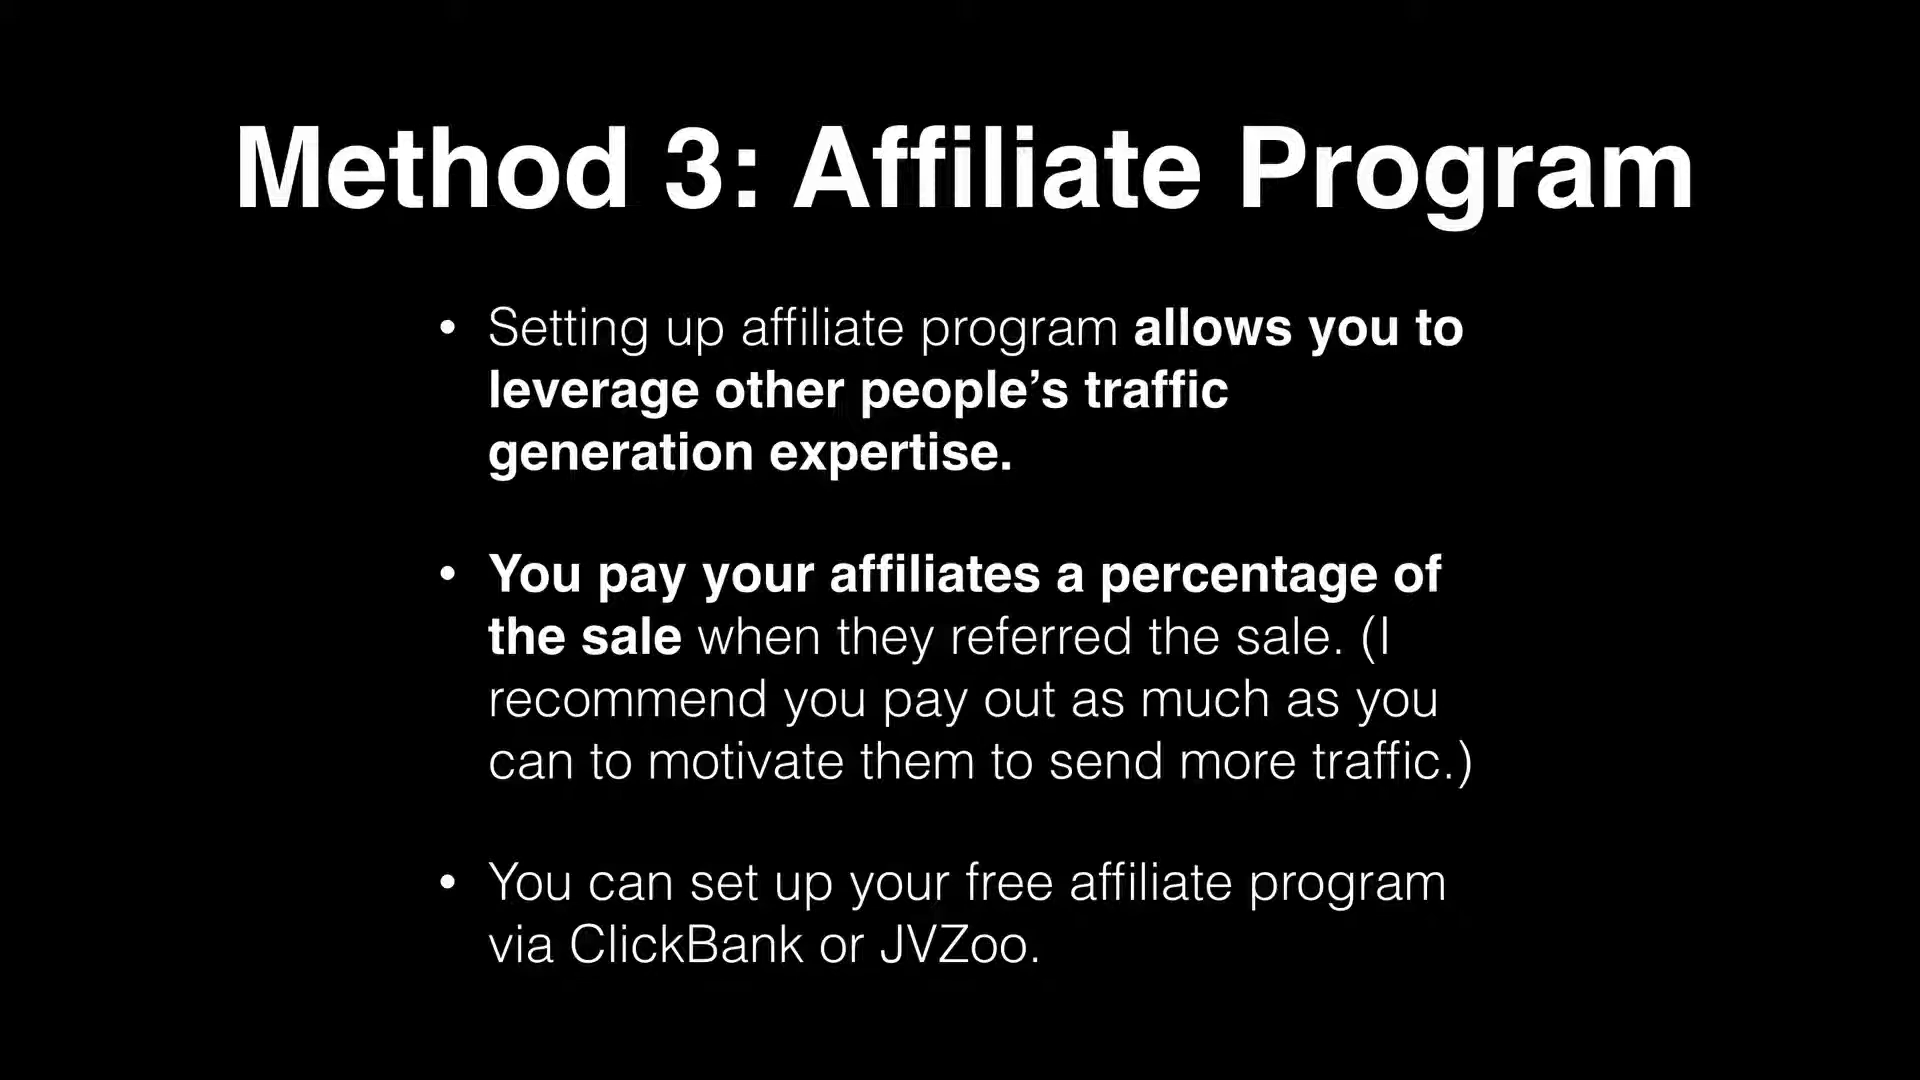 Method 3: Affiliate Program
• Setting up affiliate program allows you to
leverage other people’s traffic
generation expertise.
• You pay your affiliates a percentage of
the sale when they referred the sale. (I
recommend you pay out as much as you
can to motivate them to send more traffic.)
• You can set up your free affiliate program
via ClickBank or JVZoo.